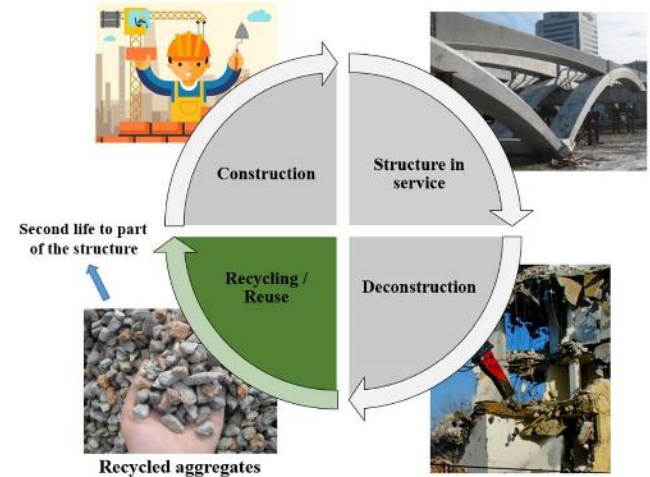 Construction
Structure in
service
Second life to part
of the structure
Recycling /
Reuse
Deconstruction
Recycled aggregates